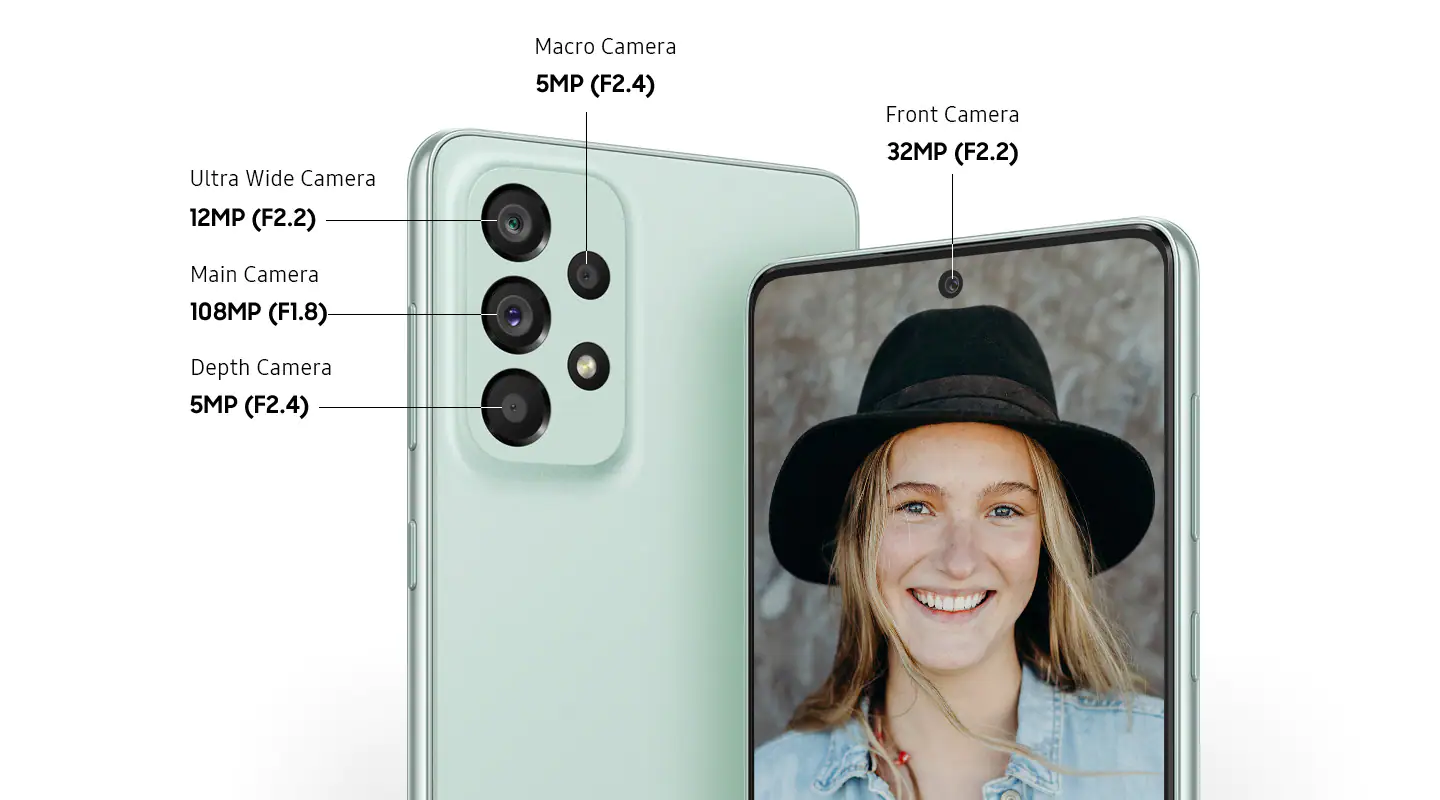 Macro Camera
5MP (F2.4)
Front Camera
32MP (F2.2)
Ultra Wide Camera
12MP (F2.2)
Main Camera
108MP (F1.8)
Depth Camera
5MP (F2.4)